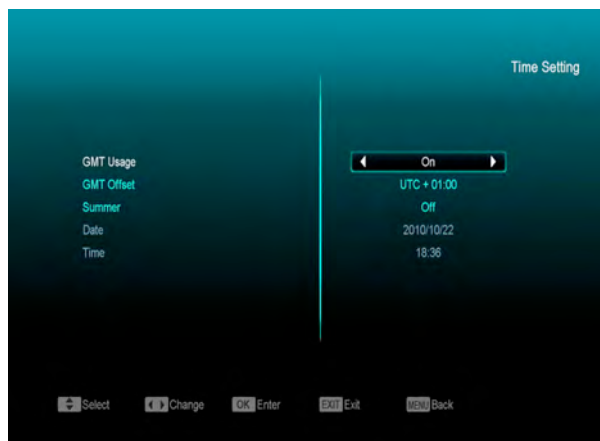 Time Setting
GMT Usage On
GMT Offset UTC + 01:00
Summer Off
Date 2010/10/22
Time 18:36
Select Change OK Enter EXIT Exit MENU Back